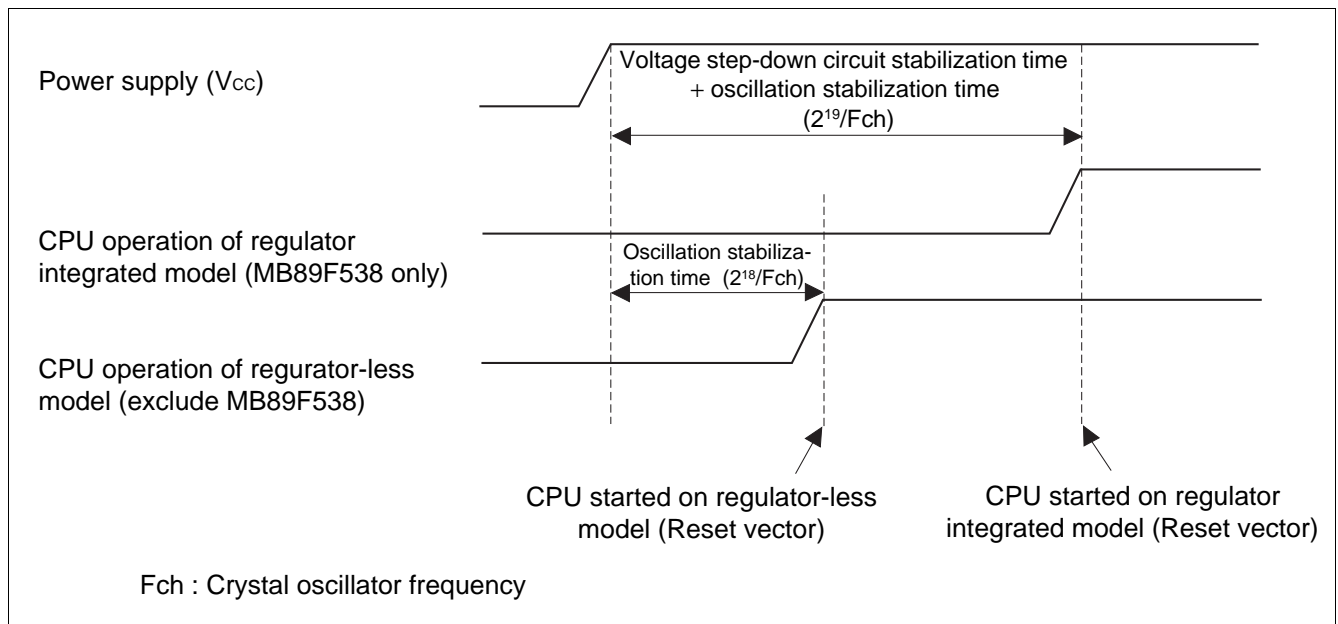 Power supply (Vcc)
Voltage step-down circuit stabilization time
+ oscillation stabilization time
(2¹⁹/Fch)
CPU operation of regulator
integrated model (MB89F538 only)
Oscillation stabiliza-
tion time (2¹⁸/Fch)
CPU operation of regurator-less
model (exclude MB89F538)
CPU started on regulator-less
model (Reset vector)
CPU started on regulator
integrated model (Reset vector)
Fch : Crystal oscillator frequency